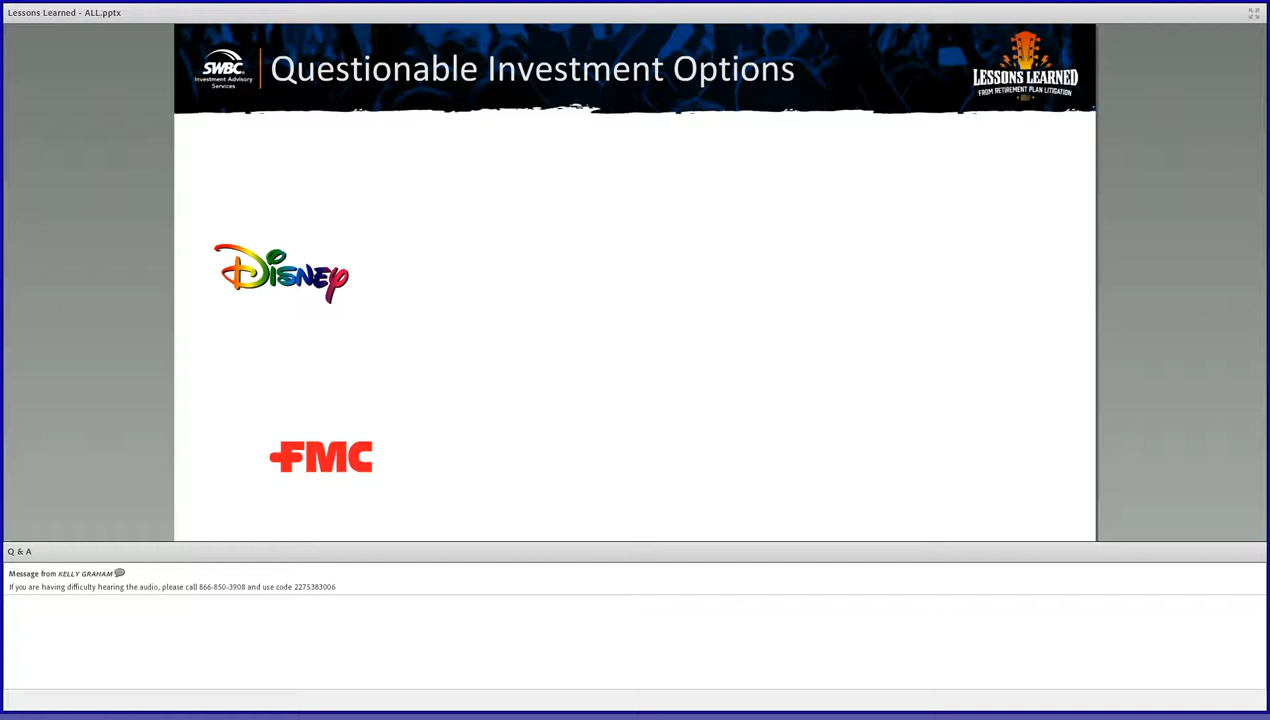 Lessons Learned - ALL.pptx
SWBC
Investment Advisory
Services
Questionable Investment Options
LESSONS LEARNED
FROM RETIREMENT PLAN LITIGATION
Disney
FMC
Q & A
Message from KELLY GRAHAM
If you are having difficulty hearing the audio, please call 866-850-3908 and use code 2275383006